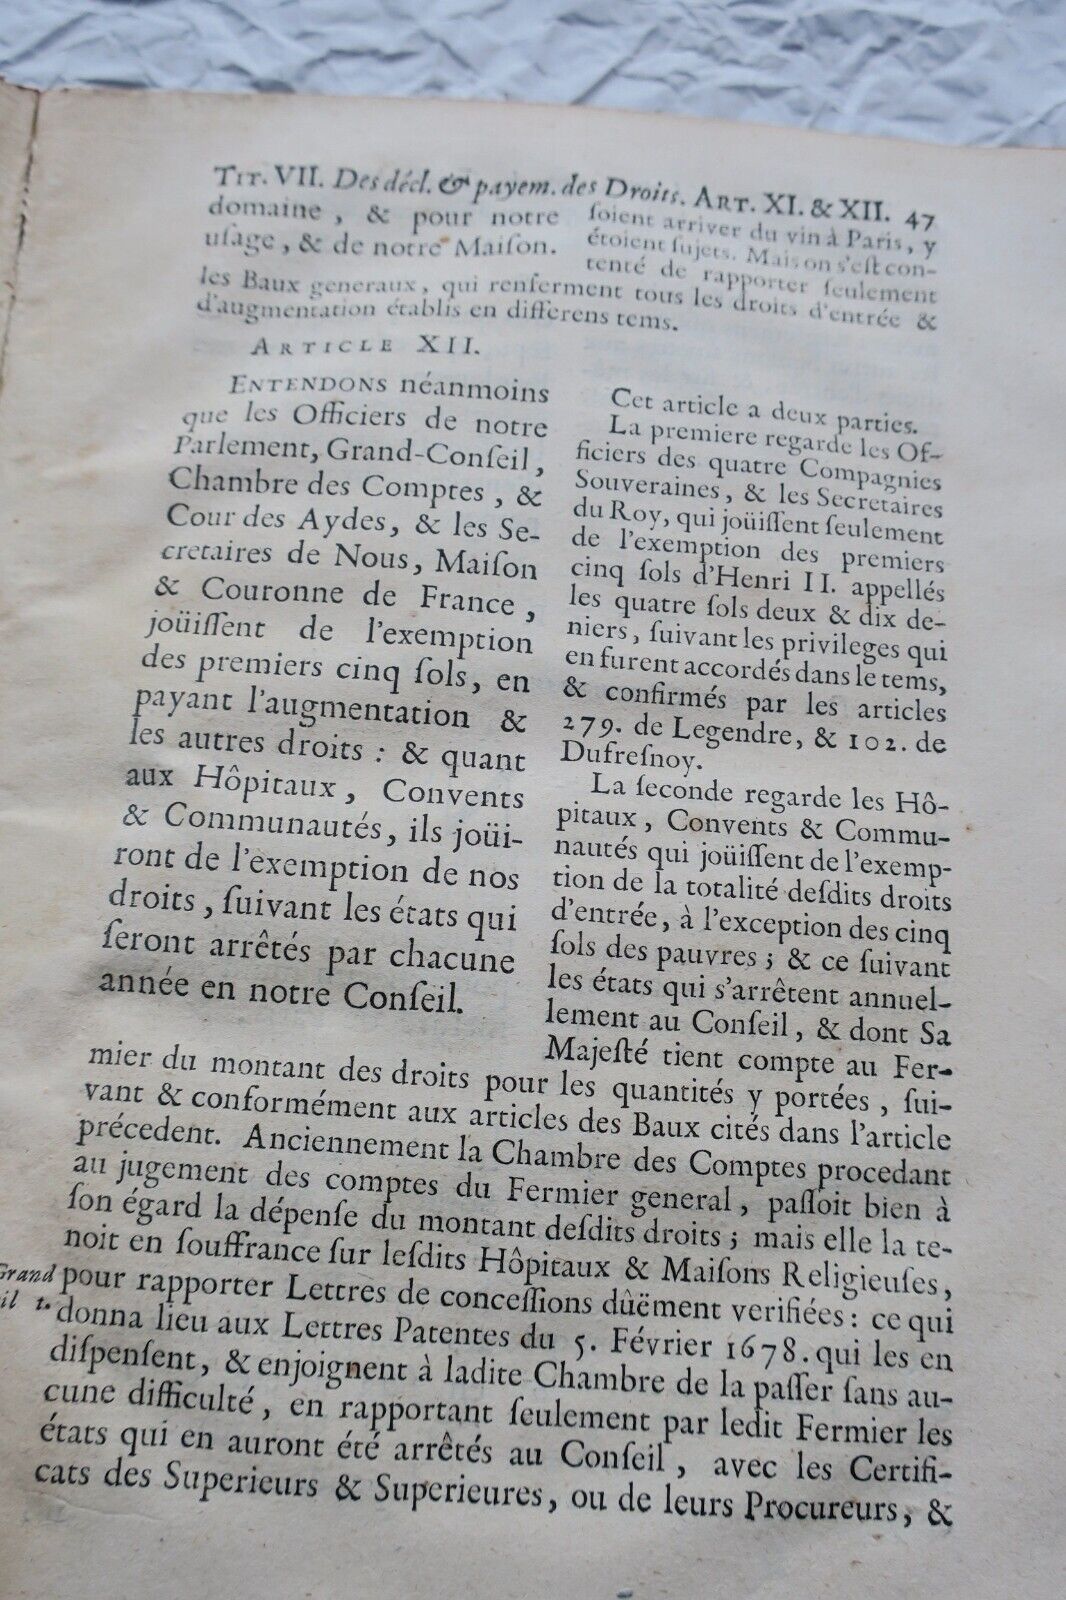 TIT. VII. Des décl. & payem. des Droits. ART. XI. & XII. 47
domaine, & pour notre
uſage, & de notre Maiſon.
ſoient arriver du vin à Paris, y
étoient ſujets. Maiſon s'eſt con-
tenté de rapporter ſeulement
les Baux generaux, qui renferment tous les droits d'entrée &
d'augmentation établis en differens tems.
ARTICLE XII.
ENTENDONS néanmoins
que les Officiers de notre
Parlement, Grand-Conſeil,
Chambre des Comptes, &
Cour des Aydes, & les Se-
cretaires de Nous, Maiſon
& Couronne de France,
joüiſſent de l'exemption
des premiers cinq ſols, en
payant l'augmentation &
les autres droits : & quant
aux Hôpitaux, Convents
& Communautés, ils joüi-
ront de l'exemption de nos
droits, ſuivant les états qui
ſeront arrêtés par chacune
année en notre Conſeil.
Cet article a deux parties.
La premiere regarde les Of-
ficiers des quatre Compagnies
Souveraines, & les Secretaires
du Roy, qui joüiſſent ſeulement
de l'exemption des premiers
cinq ſols d'Henri II. appellés
les quatre ſols deux & dix de-
niers, ſuivant les privileges qui
en furent accordés dans le tems,
& confirmés par les articles
279. de Legendre, & 102. de
Dufreſnoy.
La ſeconde regarde les Hô-
pitaux, Convents & Commu-
nautés qui joüiſſent de l'exemp-
tion de la totalité deſdits droits
d'entrée, à l'exception des cinq
ſols des pauvres ; & ce ſuivant
les états qui s'arrêtent annuel-
lement au Conſeil, & dont Sa
Majeſté tient compte au Fer-
mier du montant des droits pour les quantités y portées, ſui-
vant & conformément aux articles des Baux cités dans l'article
précedent. Anciennement la Chambre des Comptes procedant
au jugement des comptes du Fermier general, paſſoit bien à
ſon égard la dépenſe du montant deſdits droits ; mais elle la te-
noit en ſouffrance ſur leſdits Hôpitaux & Maiſons Religieuſes,
Grand
pour rapporter Lettres de conceſſions dûëment verifiées : ce qui
il 1.
donna lieu aux Lettres Patentes du 5. Février 1678. qui les en
diſpenſent, & enjoignent à ladite Chambre de la paſſer ſans au-
cune difficulté, en rapportant ſeulement par ledit Fermier les
états qui en auront été arrêtés au Conſeil, avec les Certifi-
cats des Superieurs & Superieures, ou de leurs Procureurs, &